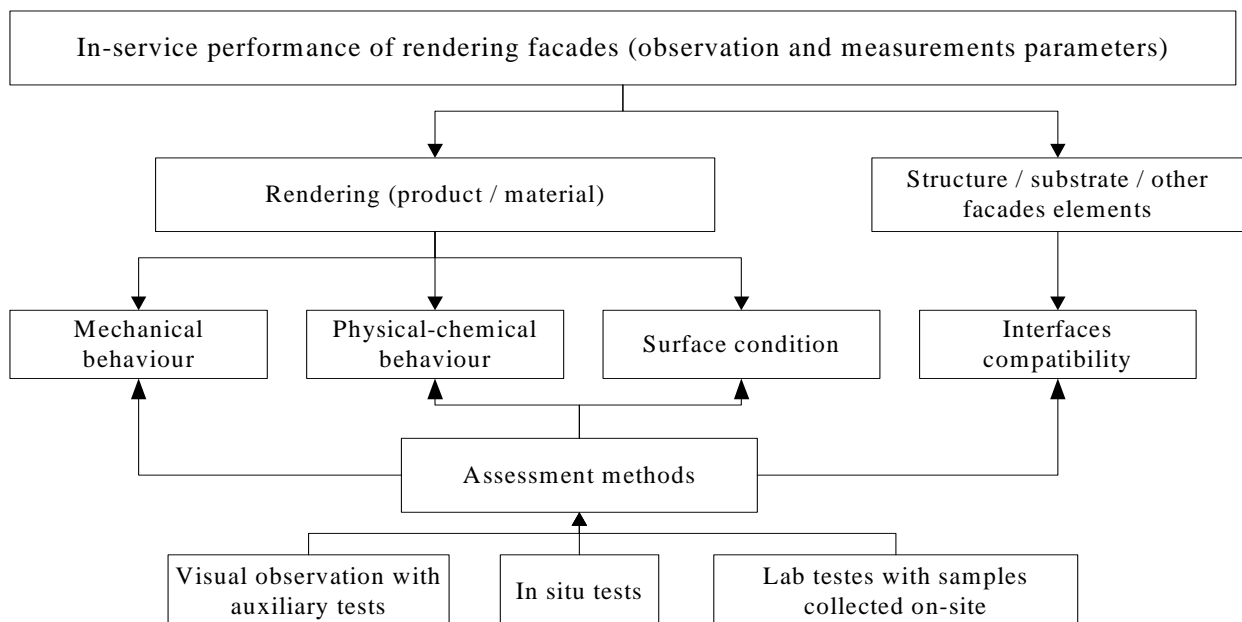 In-service performance of rendering facades (observation and measurements parameters)
Rendering (product / material)
Structure / substrate / other
facades elements
Mechanical
behaviour
Physical-chemical
behaviour
Surface condition
Interfaces
compatibility
Assessment methods
Visual observation with
auxiliary tests
In situ tests
Lab testes with samples
collected on-site